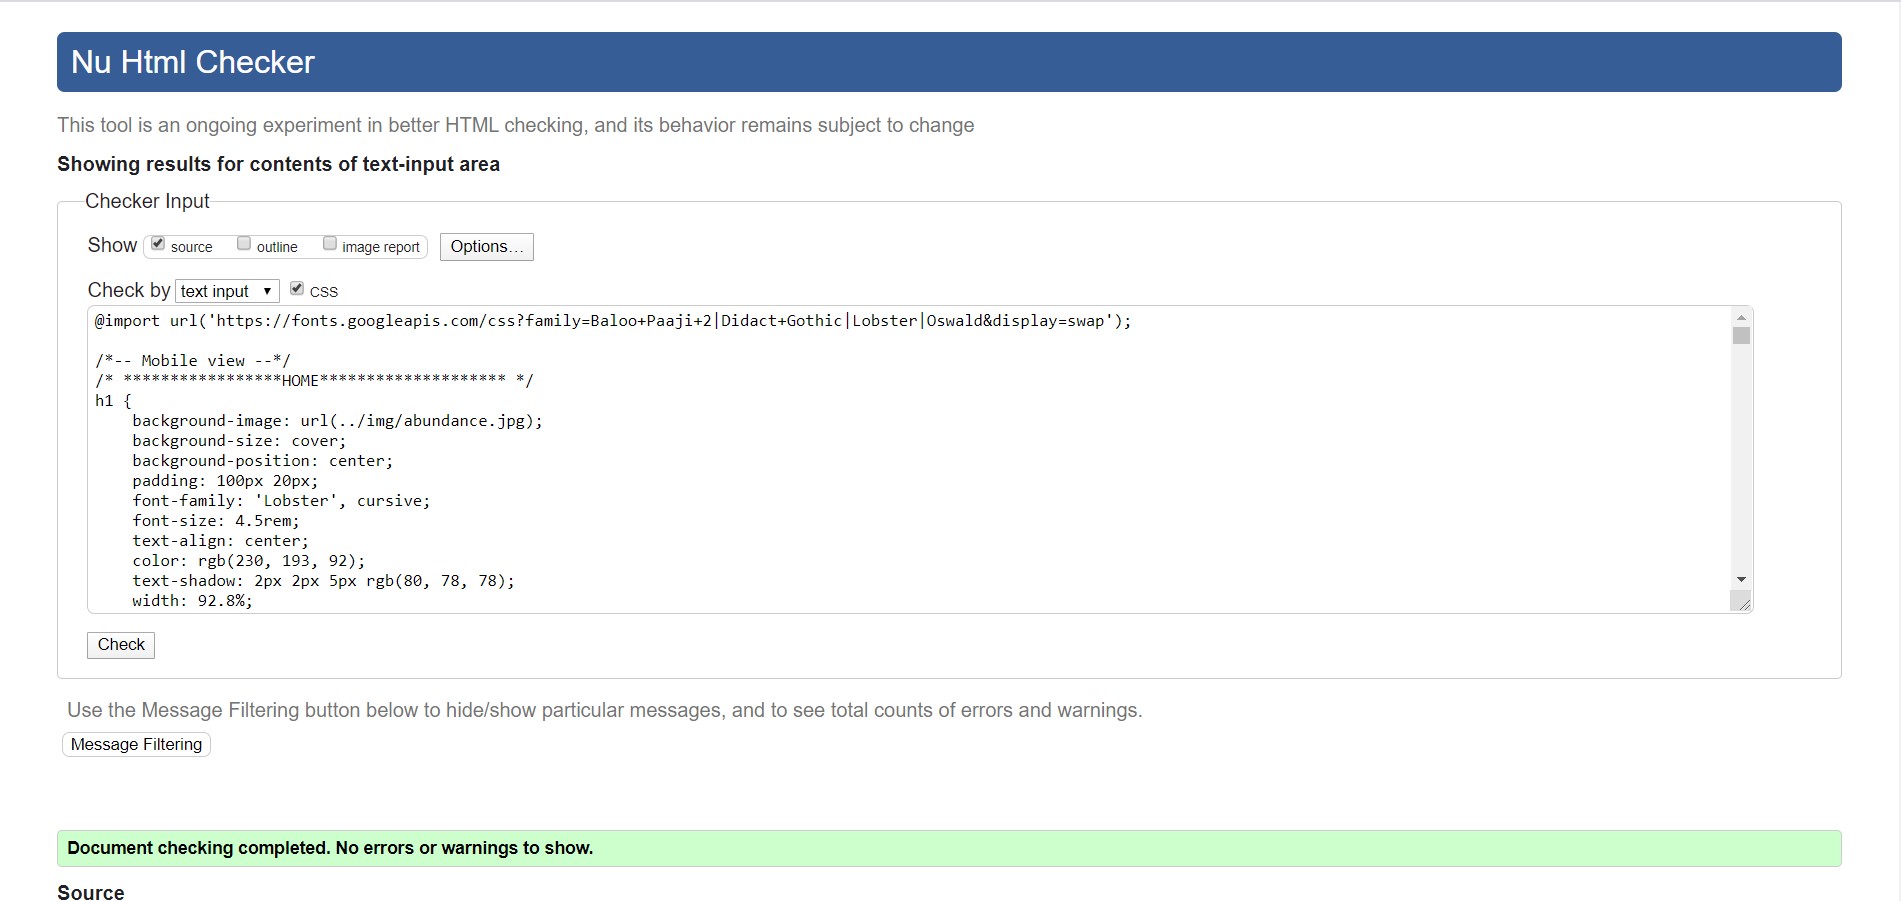 Nu Html Checker
This tool is an ongoing experiment in better HTML checking, and its behavior remains subject to change
Showing results for contents of text-input area
Checker Input
Show source outline image report Options...
Check by text input CSS
@import url('https://fonts.googleapis.com/css?family=Baloo+Paaji+2|Didact+Gothic|Lobster|Oswald&display=swap');
/*-- Mobile view --*/
/* *****************HOME******************** */
h1 {
background-image: url(../img/abundance.jpg);
background-size: cover;
background-position: center;
padding: 100px 20px;
font-family: 'Lobster', cursive;
font-size: 4.5rem;
text-align: center;
color: rgb(230, 193, 92);
text-shadow: 2px 2px 5px rgb(80, 78, 78);
width: 92.8%;
Check
Use the Message Filtering button below to hide/show particular messages, and to see total counts of errors and warnings.
Message Filtering
Document checking completed. No errors or warnings to show.
Source